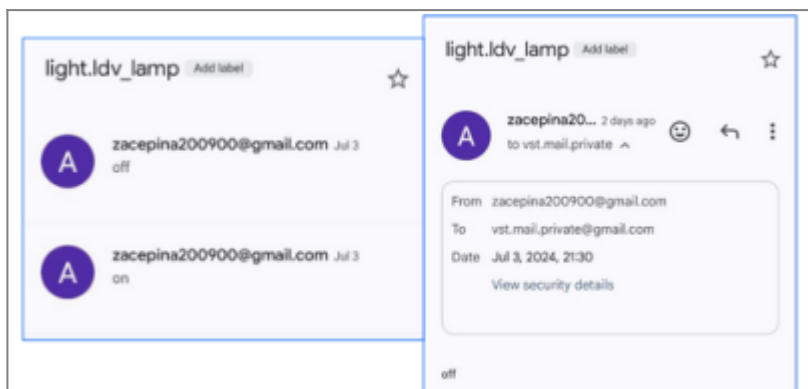 light.ldv_lamp Add label
A
zacepina200900@gmail.com Jul 3
off
A
zacepina200900@gmail.com Jul 3
on
light.ldv_lamp Add label
A
zacepina20... 2 days ago
to vst.mail.private
From zacepina200900@gmail.com
To vst.mail.private@gmail.com
Date Jul 3, 2024, 21:30
View security details
off